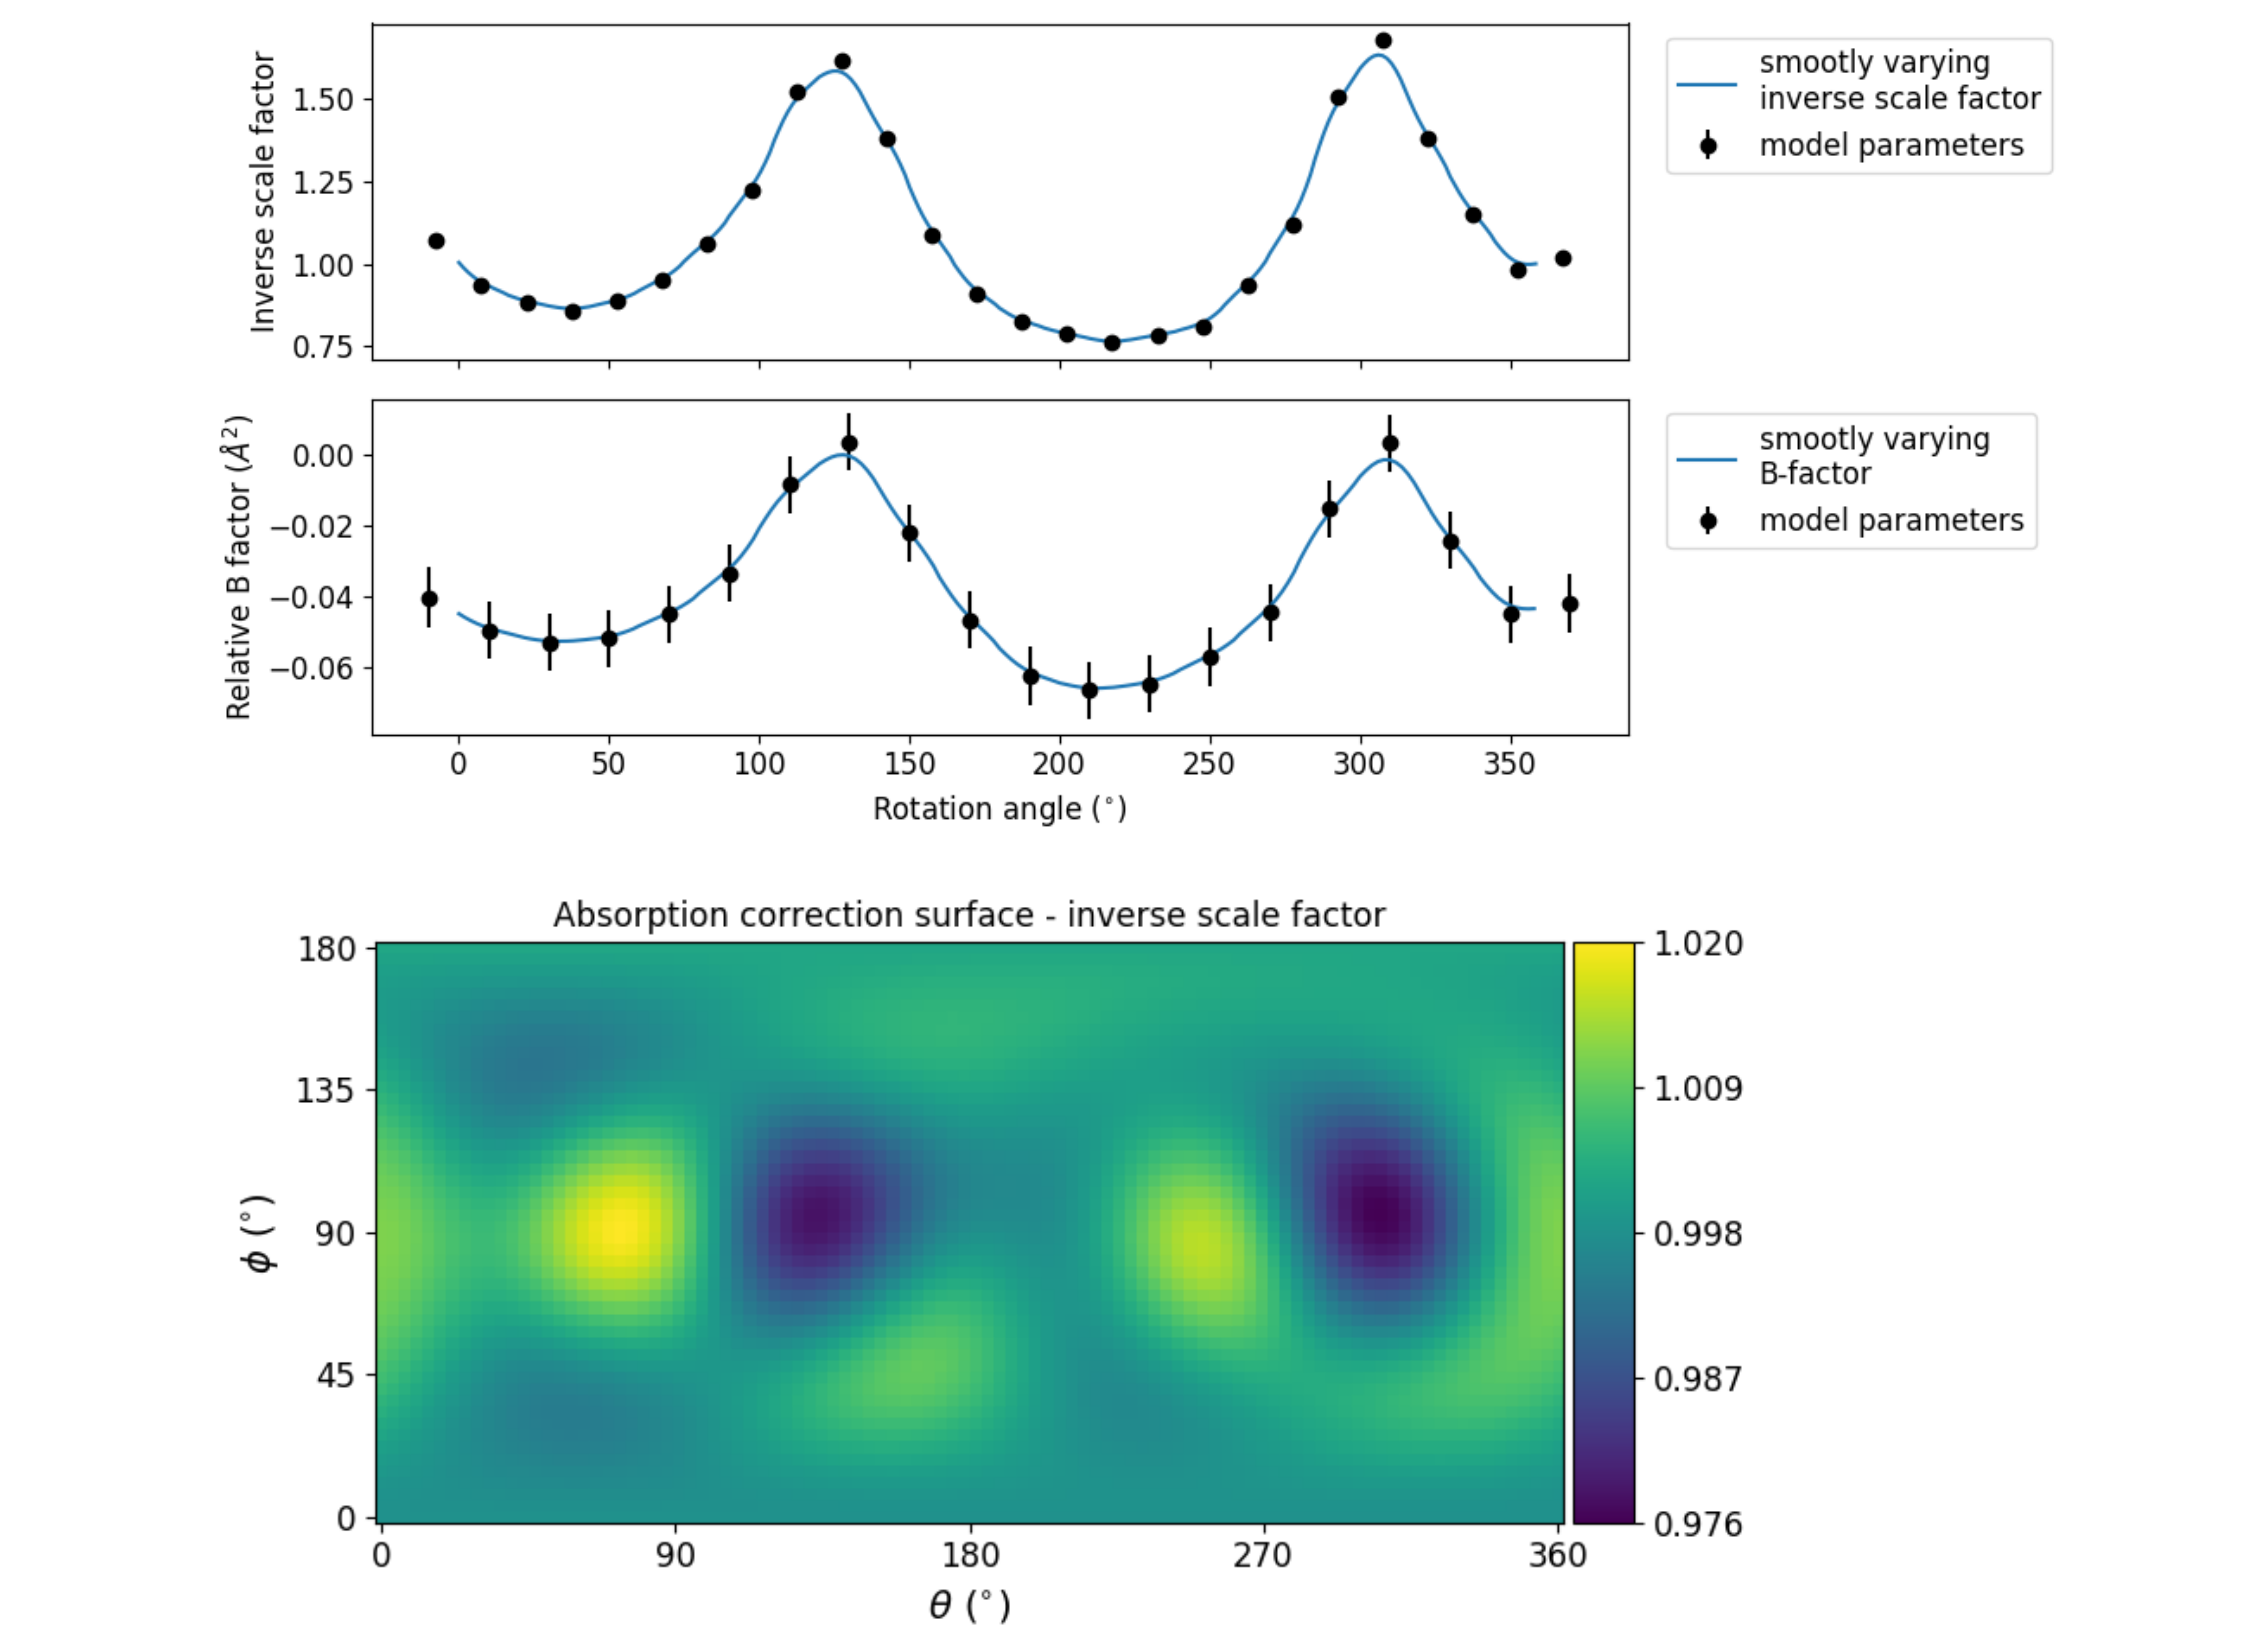 Inverse scale factor
1.50
1.25
1.00
0.75
smootly varying
inverse scale factor
model parameters
Relative B factor (Å²)
0.00
−0.02
−0.04
−0.06
0 50 100 150 200 250 300 350
Rotation angle (°)
smootly varying
B-factor
model parameters
Absorption correction surface - inverse scale factor
ϕ (°)
180
135
90
45
0
0 90 180 270 360
θ (°)
1.020
1.009
0.998
0.987
0.976